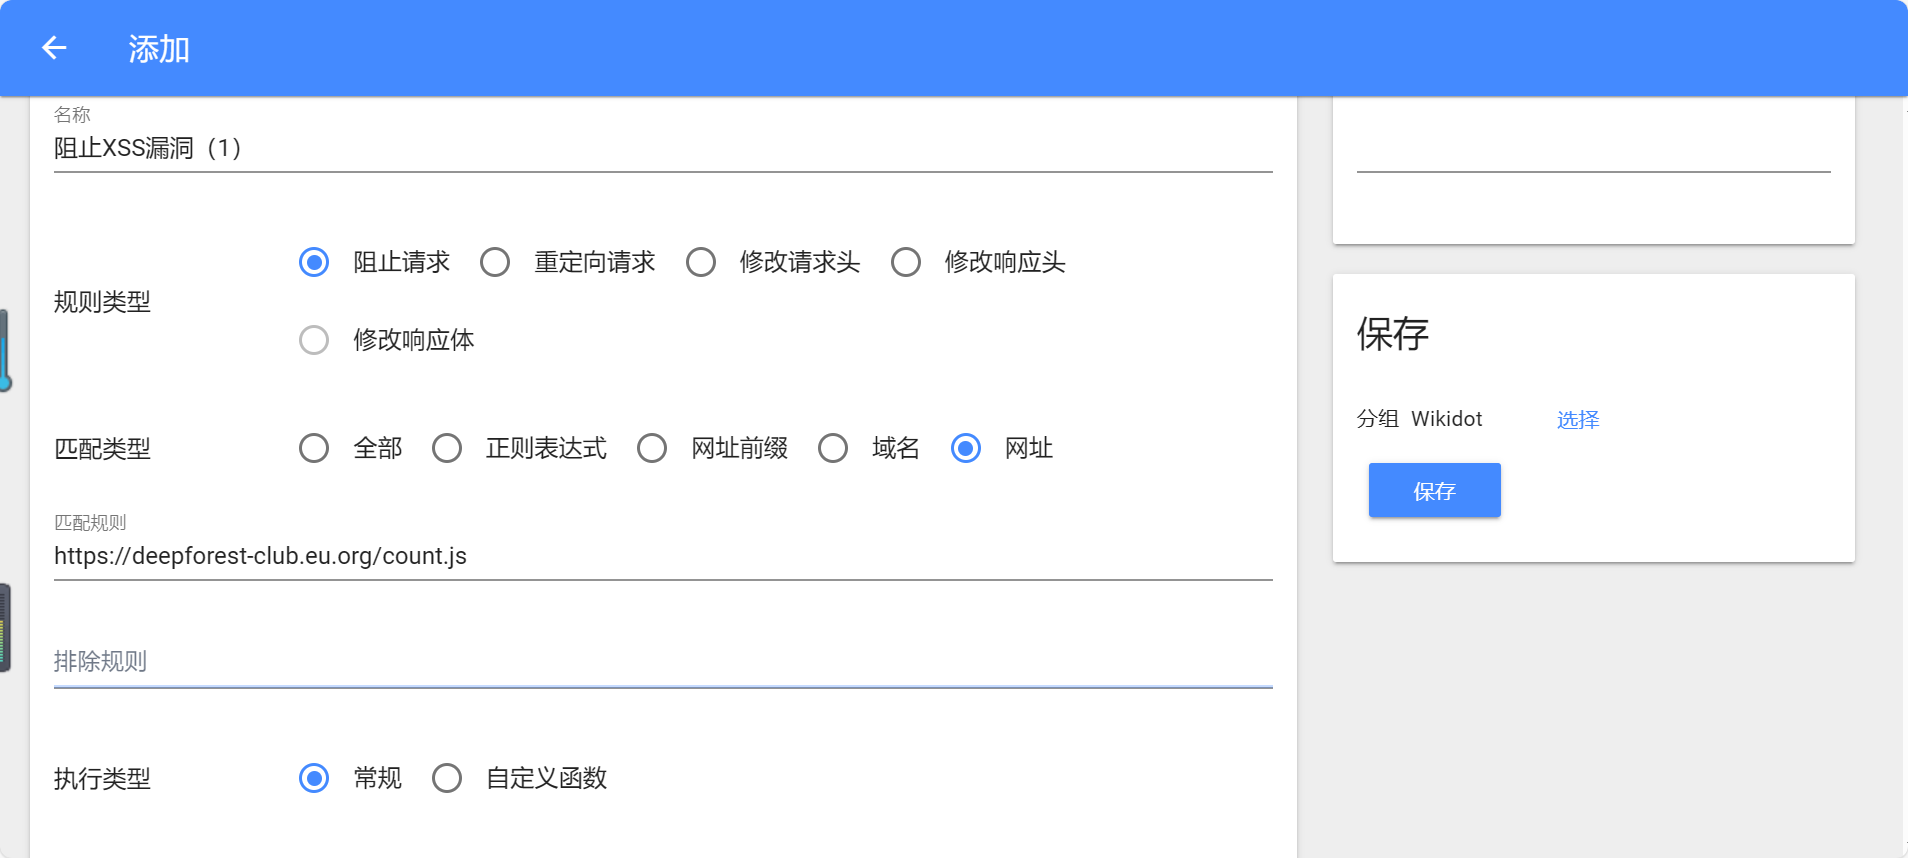 添加
名称
阻止XSS漏洞（1）
规则类型
阻止请求 重定向请求 修改请求头 修改响应头
修改响应体
匹配类型
全部 正则表达式 网址前缀 域名 网址
匹配规则
https://deepforest-club.eu.org/count.js
排除规则
执行类型
常规 自定义函数
保存
分组 Wikidot 选择
保存